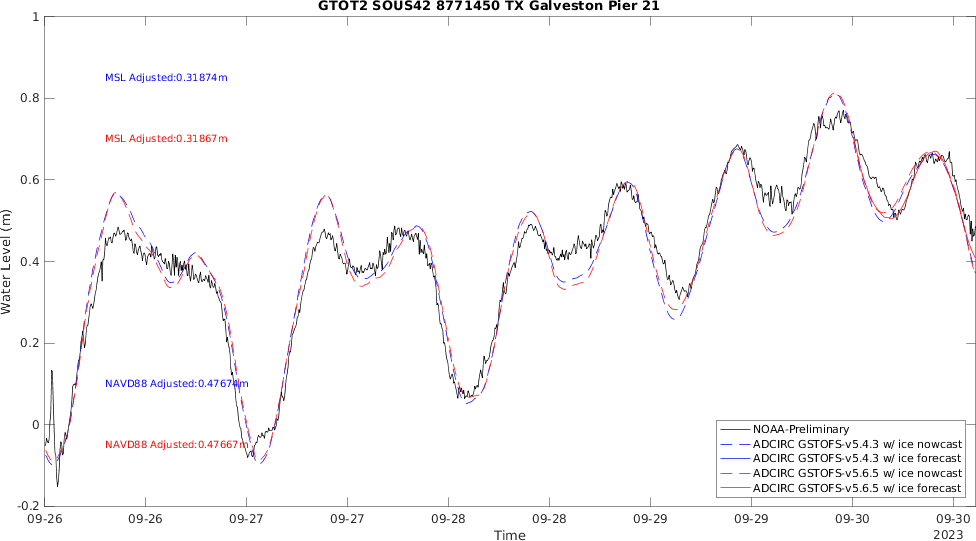 GTOT2 SOUS42 8771450 TX Galveston Pier 21
1
0.8
0.6
0.4
0.2
0
-0.2
Water Level (m)
MSL Adjusted:0.31874m
MSL Adjusted:0.31867m
NAVD88 Adjusted:0.47674m
NAVD88 Adjusted:0.47667m
NOAA-Preliminary
ADCIRC GSTOFS-v5.4.3 w/ ice nowcast
ADCIRC GSTOFS-v5.4.3 w/ ice forecast
ADCIRC GSTOFS-v5.6.5 w/ ice nowcast
ADCIRC GSTOFS-v5.6.5 w/ ice forecast
09-26 09-26 09-27 09-27 09-28 09-28 09-29 09-29 09-30 09-30
Time
2023